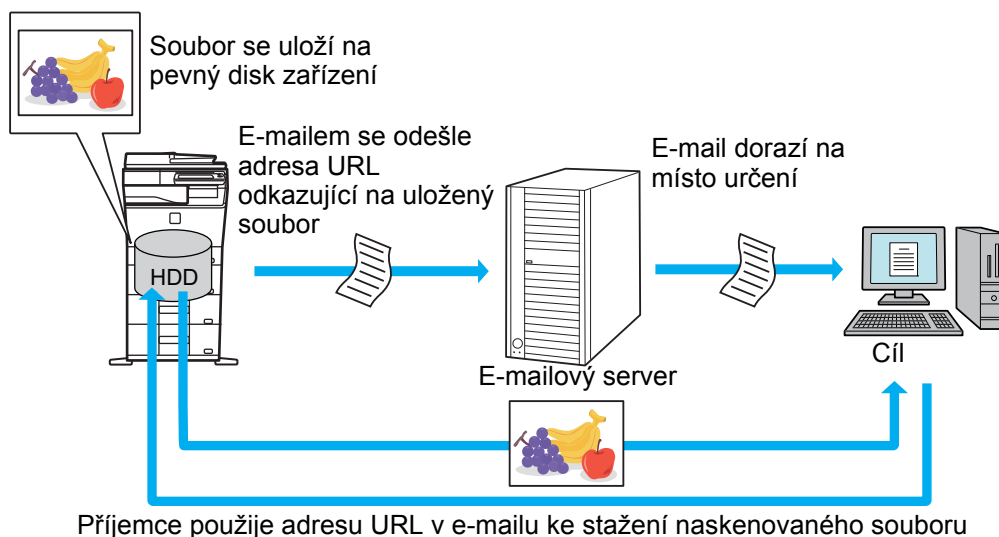 Soubor se uloží na
pevný disk zařízení
E-mailem se odešle
adresa URL
odkazující na uložený
soubor
E-mail dorazí na
místo určení
HDD
Cíl
E-mailový server
Příjemce použije adresu URL v e-mailu ke stažení naskenovaného souboru